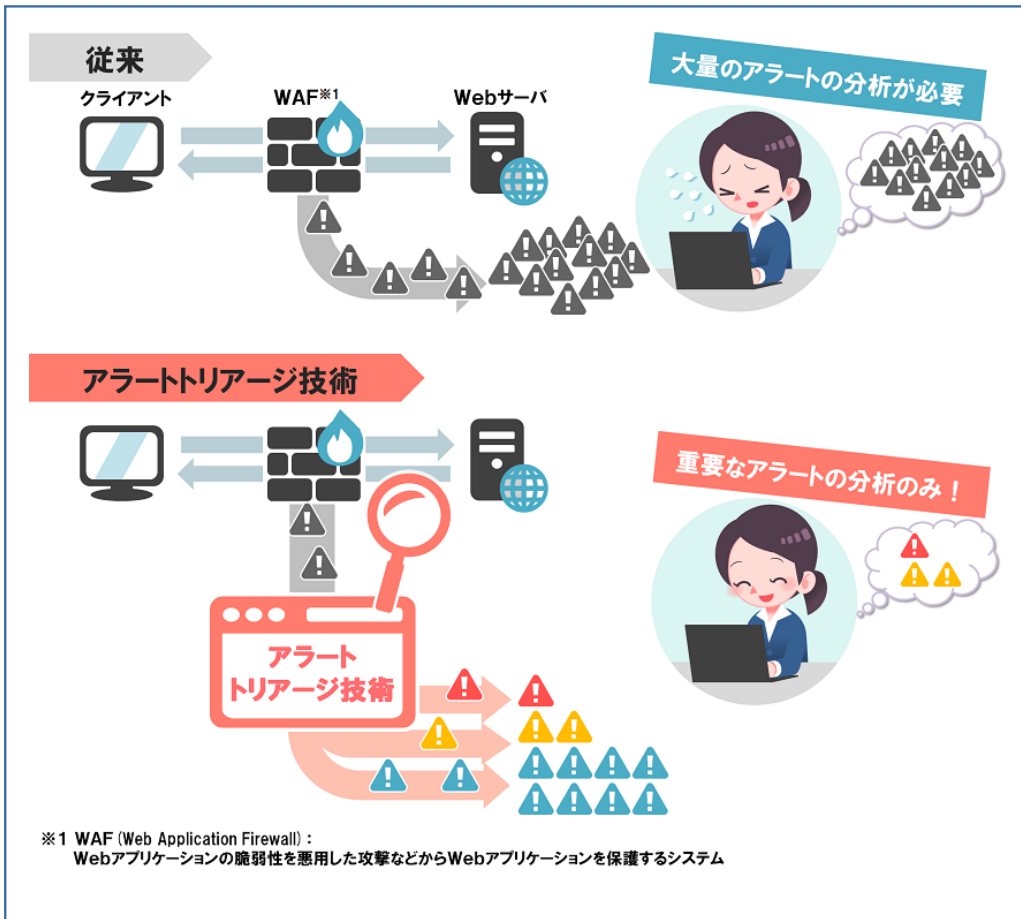 従来
クライアント
WAF※1
Webサーバ
大量のアラートの分析が必要
アラートトリアージ技術
重要なアラートの分析のみ！
アラート
トリアージ技術
※1 WAF (Web Application Firewall)：
Webアプリケーションの脆弱性を悪用した攻撃などからWebアプリケーションを保護するシステム